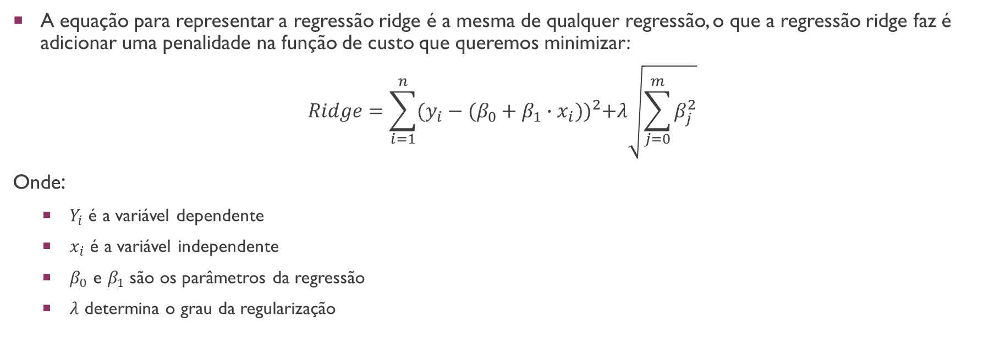 ▪ A equação para representar a regressão ridge é a mesma de qualquer regressão, o que a regressão ridge faz é
adicionar uma penalidade na função de custo que queremos minimizar:
$Ridge = \sum_{i=1}^{n}(y_i - (\beta_0 + \beta_1 \cdot x_i))^2 + \lambda \sqrt{\sum_{j=0}^{m} \beta_j^2}$
Onde:
▪ $Y_i$ é a variável dependente
▪ $x_i$ é a variável independente
▪ $\beta_0$ e $\beta_1$ são os parâmetros da regressão
▪ $\lambda$ determina o grau da regularização